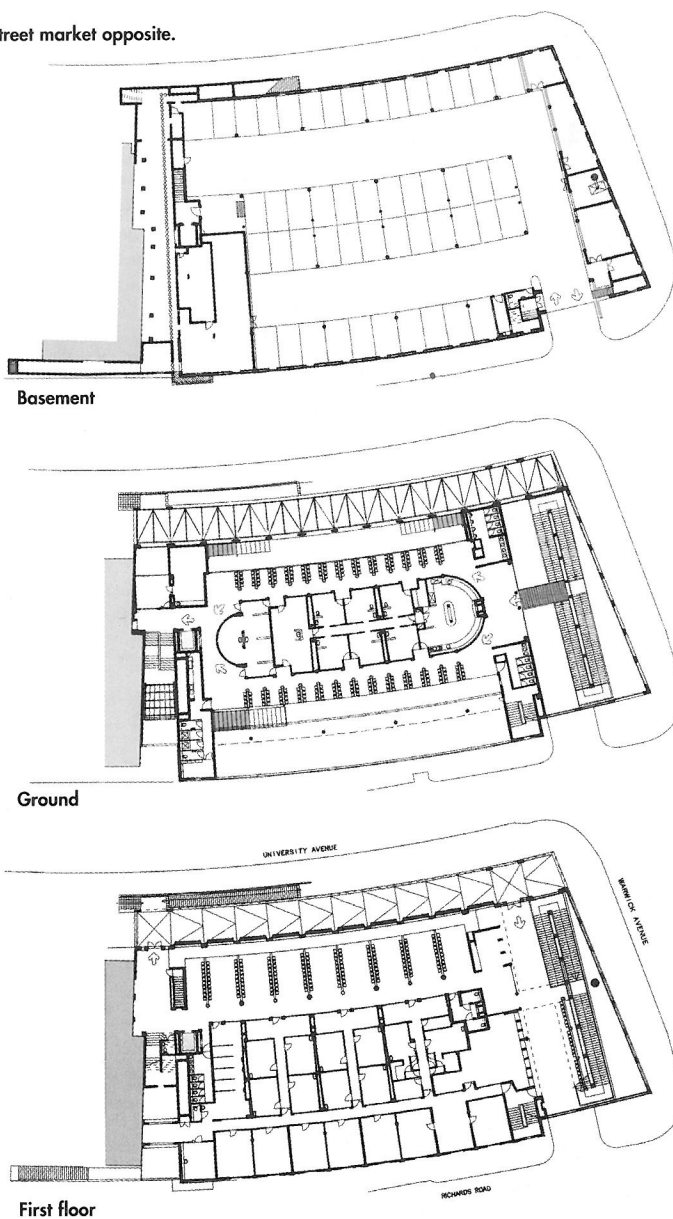 treet market opposite.
Basement
Ground
UNIVERSITY AVENUE
WARWICK AVENUE
RICHARDS ROAD
First floor